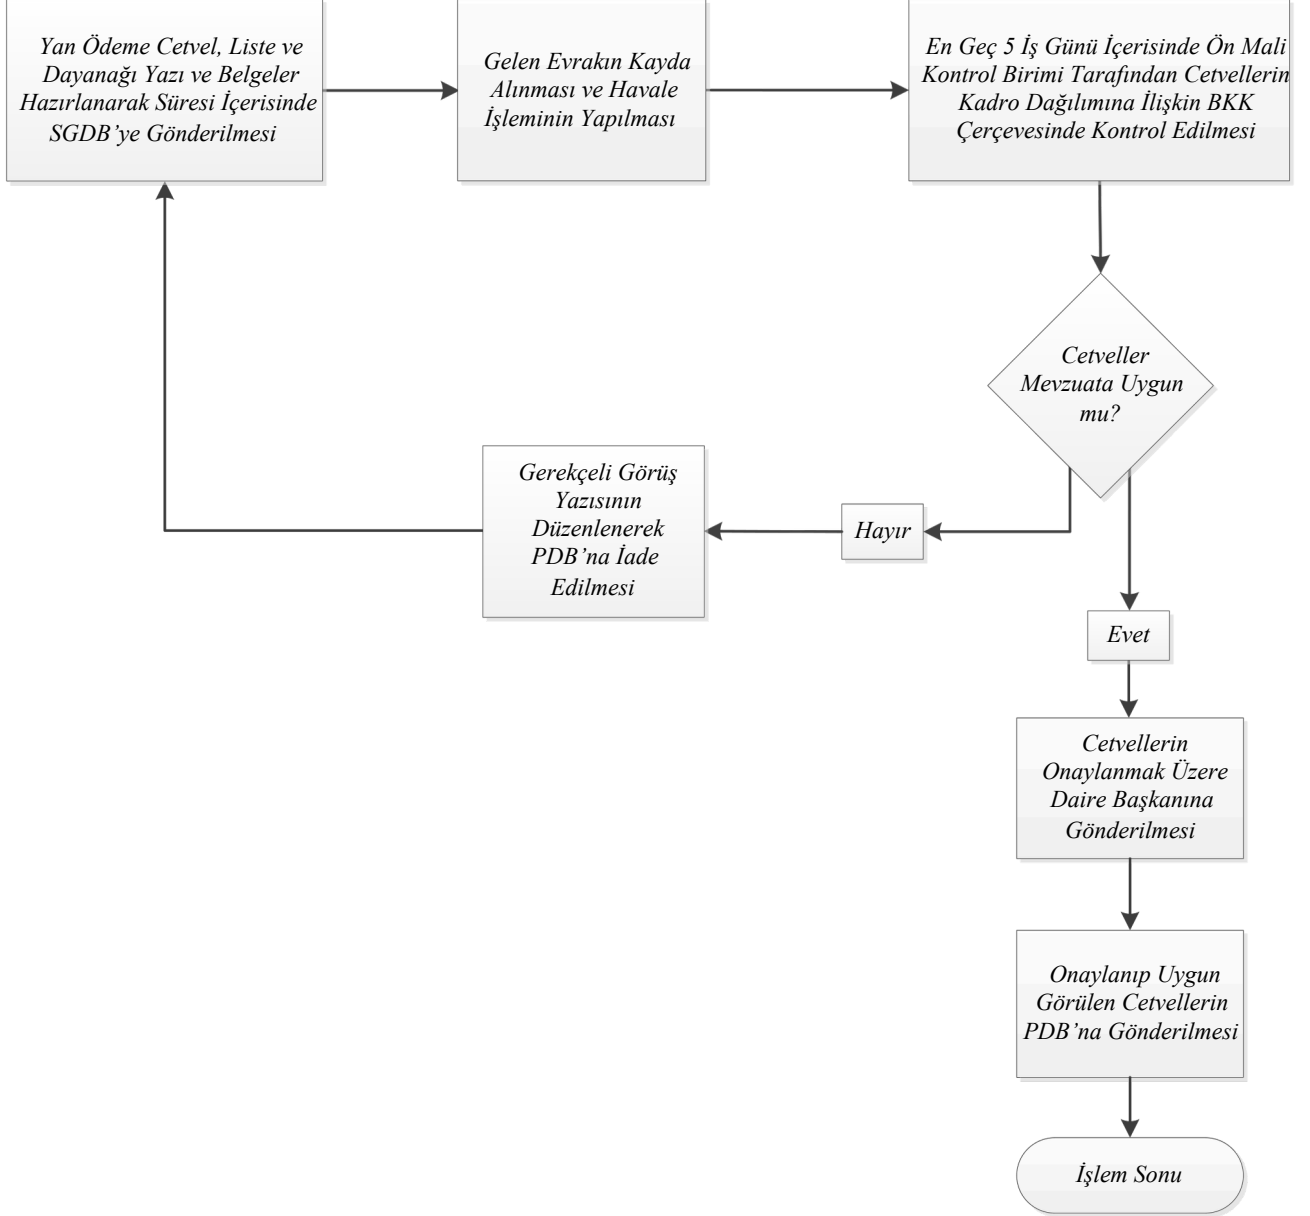 Yan Ödeme Cetvel, Liste ve
Dayanağı Yazı ve Belgeler
Hazırlanarak Süresi İçerisinde
SGDB’ye Gönderilmesi
Gelen Evrakın Kayda
Alınması ve Havale
İşleminin Yapılması
En Geç 5 İş Günü İçerisinde Ön Mali
Kontrol Birimi Tarafından Cetvellerin
Kadro Dağılımına İlişkin BKK
Çerçevesinde Kontrol Edilmesi
Cetveller
Mevzuata Uygun
mu?
Gerekçeli Görüş
Yazısının
Düzenlenerek
PDB’na İade
Edilmesi
Hayır
Evet
Cetvellerin
Onaylanmak Üzere
Daire Başkanına
Gönderilmesi
Onaylanıp Uygun
Görülen Cetvellerin
PDB’na Gönderilmesi
İşlem Sonu